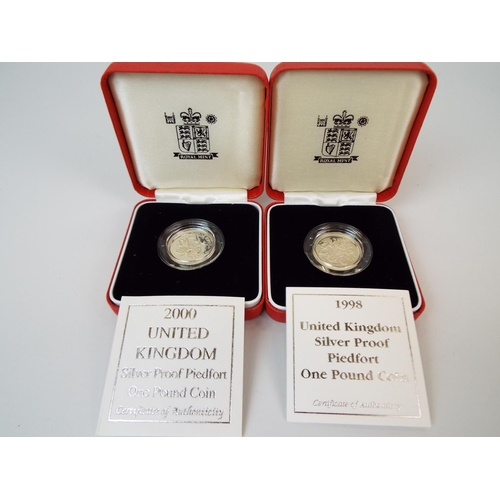 ROYAL MINT
ROYAL MINT
2000
UNITED
KINGDOM
Silver Proof Piedfort
One Pound Coin
Certificate of Authenticity
1998
United Kingdom
Silver Proof
Piedfort
One Pound Coin
Certificate of Authenticity